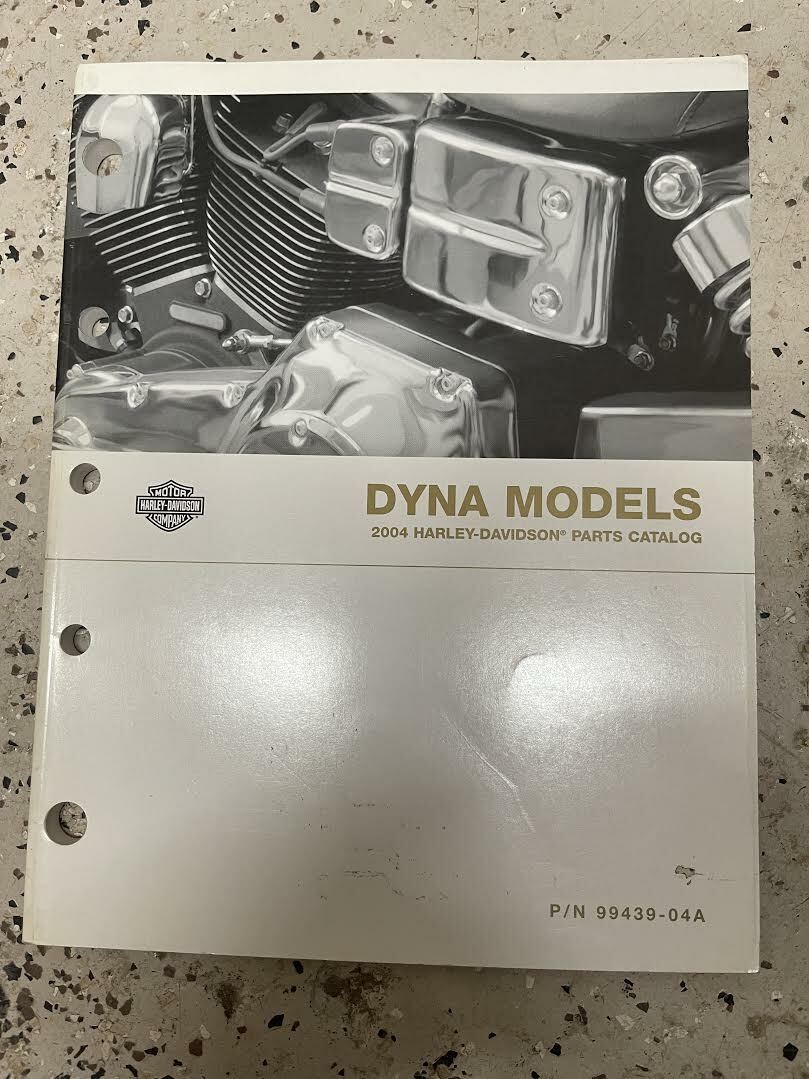 MOTOR
HARLEY-DAVIDSON
COMPANY
DYNA MODELS
2004 HARLEY-DAVIDSON® PARTS CATALOG
P/N 99439-04A